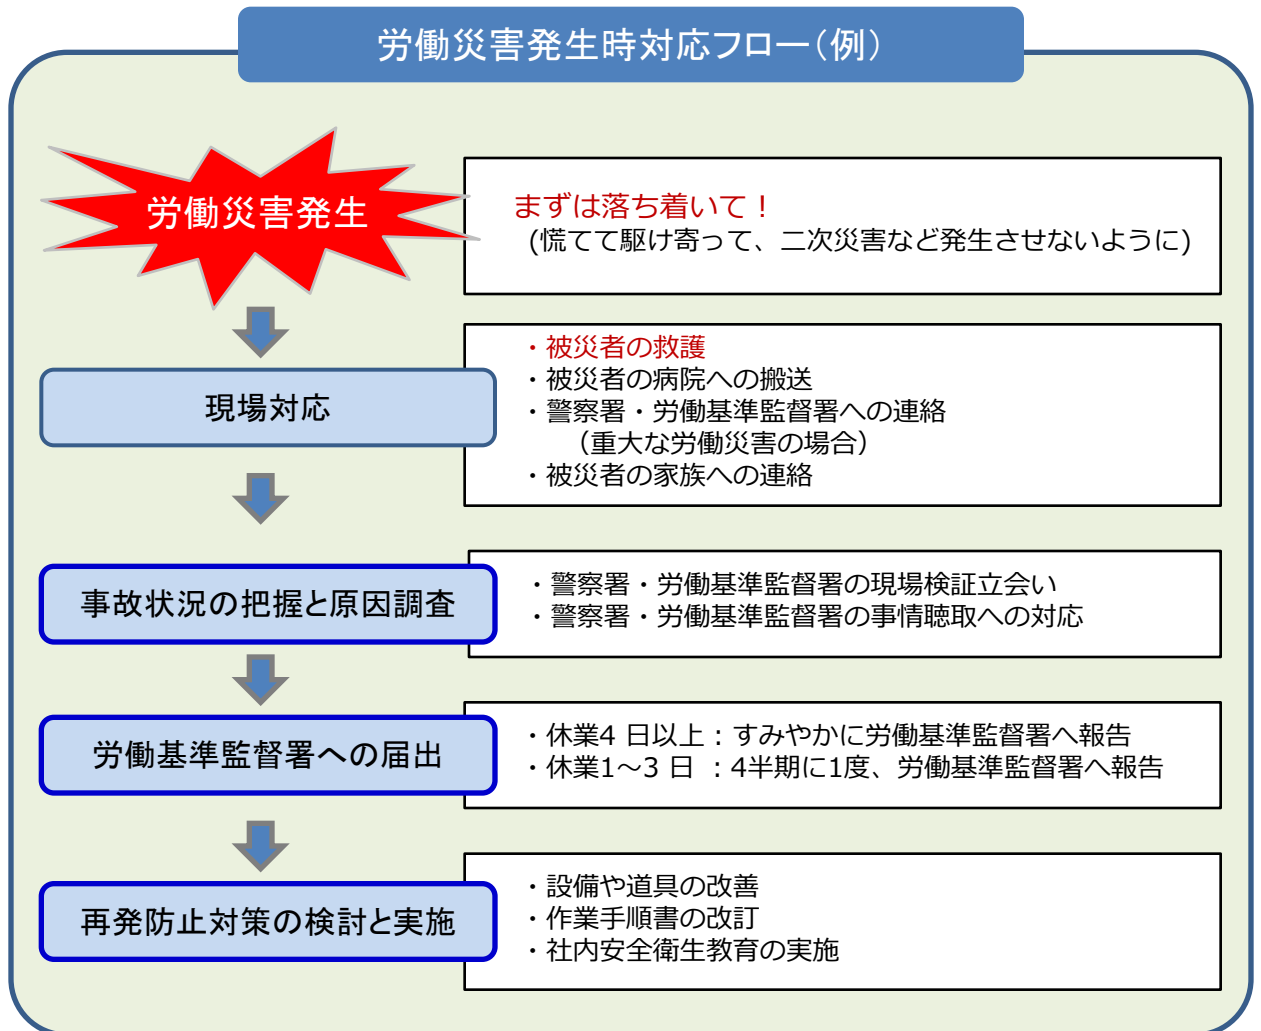 労働災害発生時対応フロー（例）
労働災害発生
まずは落ち着いて！
(慌てて駆け寄って、二次災害など発生させないように)
現場対応
・被災者の救護
・被災者の病院への搬送
・警察署・労働基準監督署への連絡
（重大な労働災害の場合）
・被災者の家族への連絡
事故状況の把握と原因調査
・警察署・労働基準監督署の現場検証立会い
・警察署・労働基準監督署の事情聴取への対応
労働基準監督署への届出
・休業4 日以上：すみやかに労働基準監督署へ報告
・休業1～3 日 ：4半期に1度、労働基準監督署へ報告
再発防止対策の検討と実施
・設備や道具の改善
・作業手順書の改訂
・社内安全衛生教育の実施